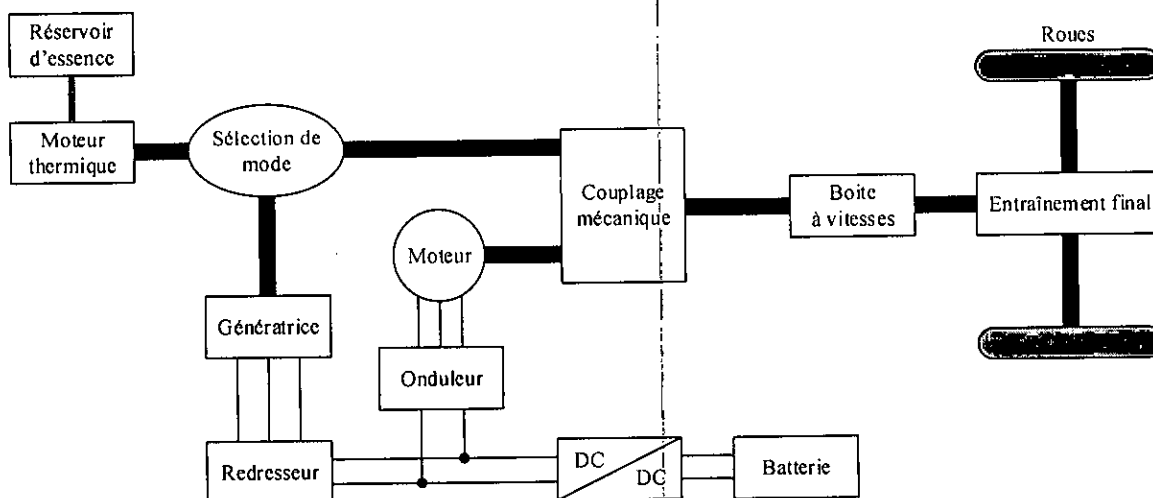 Réservoir
d'essence
Roues
Moteur
thermique
Sélection de
mode
Couplage
mécanique
Boite
à vitesses
Entraînement final
Moteur
Génératrice
Onduleur
Redresseur
DC
DC
Batterie